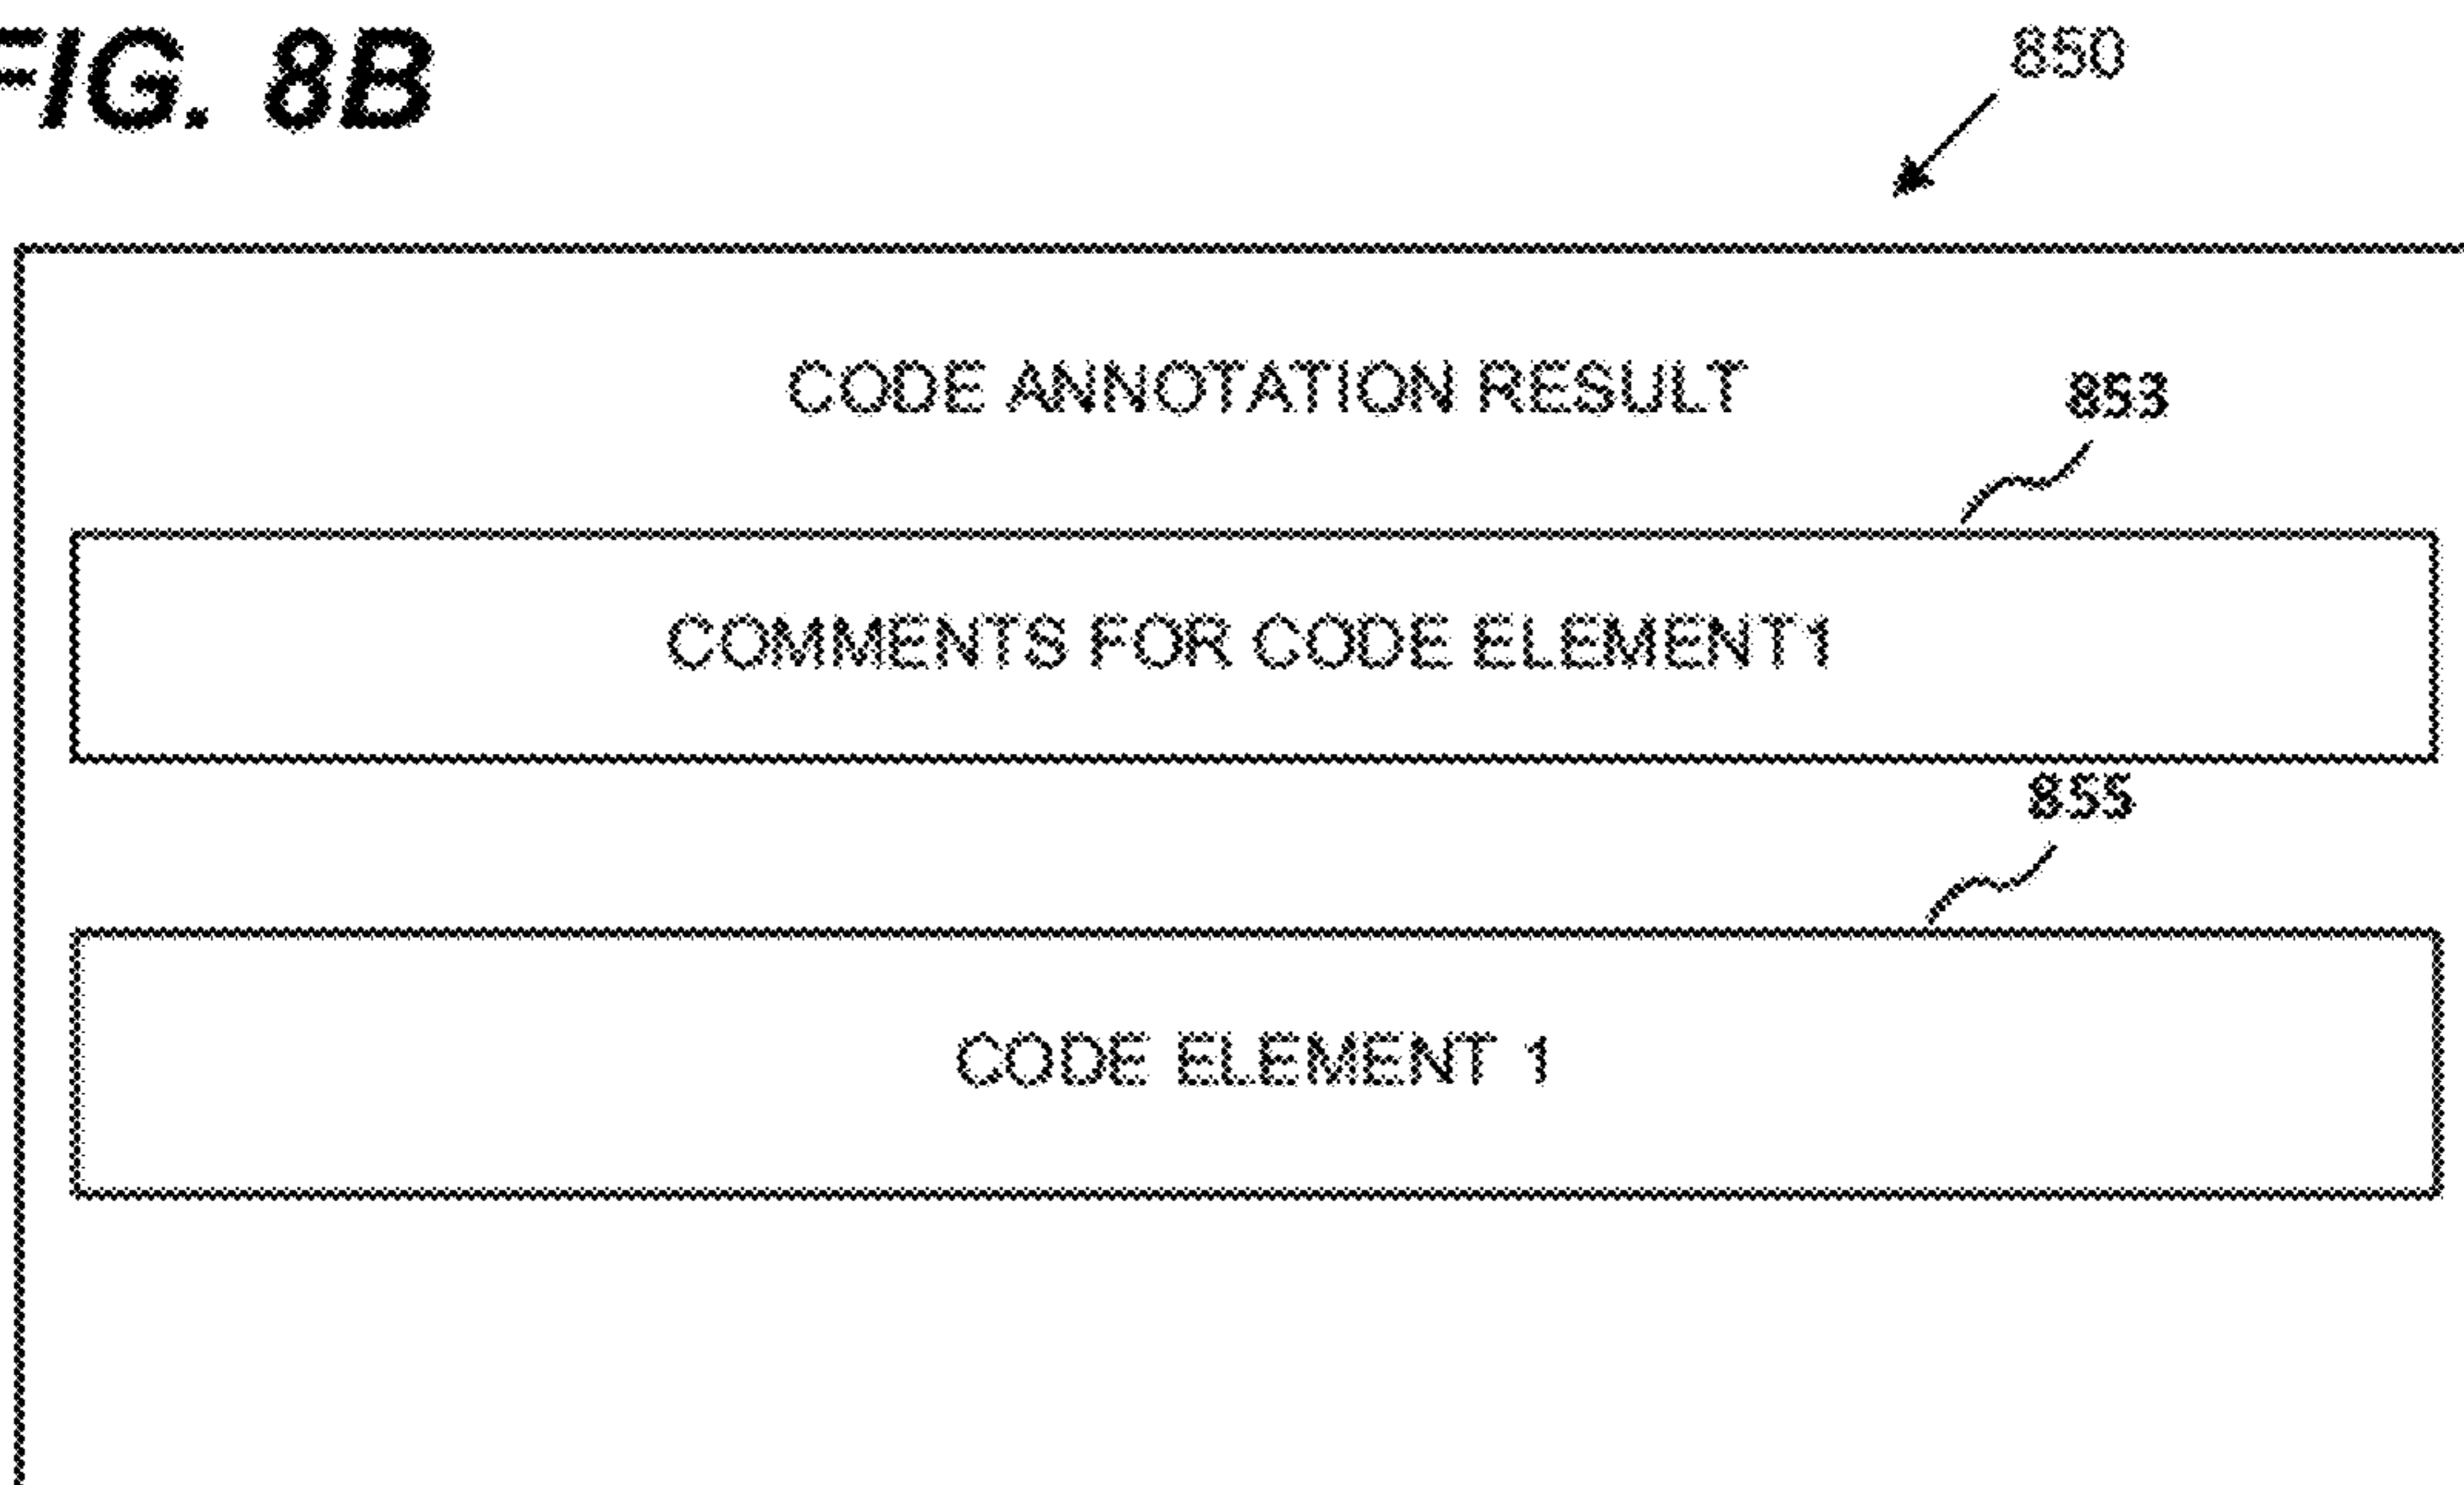 FIG. 8B
850
CODE ANNOTATION RESULT
853
COMMENTS FOR CODE ELEMENT1
855
CODE ELEMENT 1